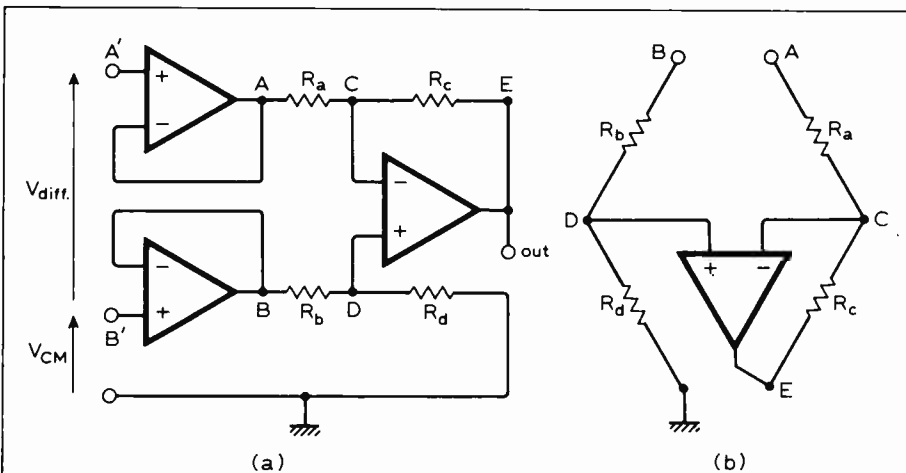 A'
+
−
A
Ra
C
Rc
E
Vdiff.
−
+
out
−
+
B'
B
Rb
D
Rd
VCM
(a)
B
A
Rb
Ra
D
C
+
−
Rd
Rc
E
(b)